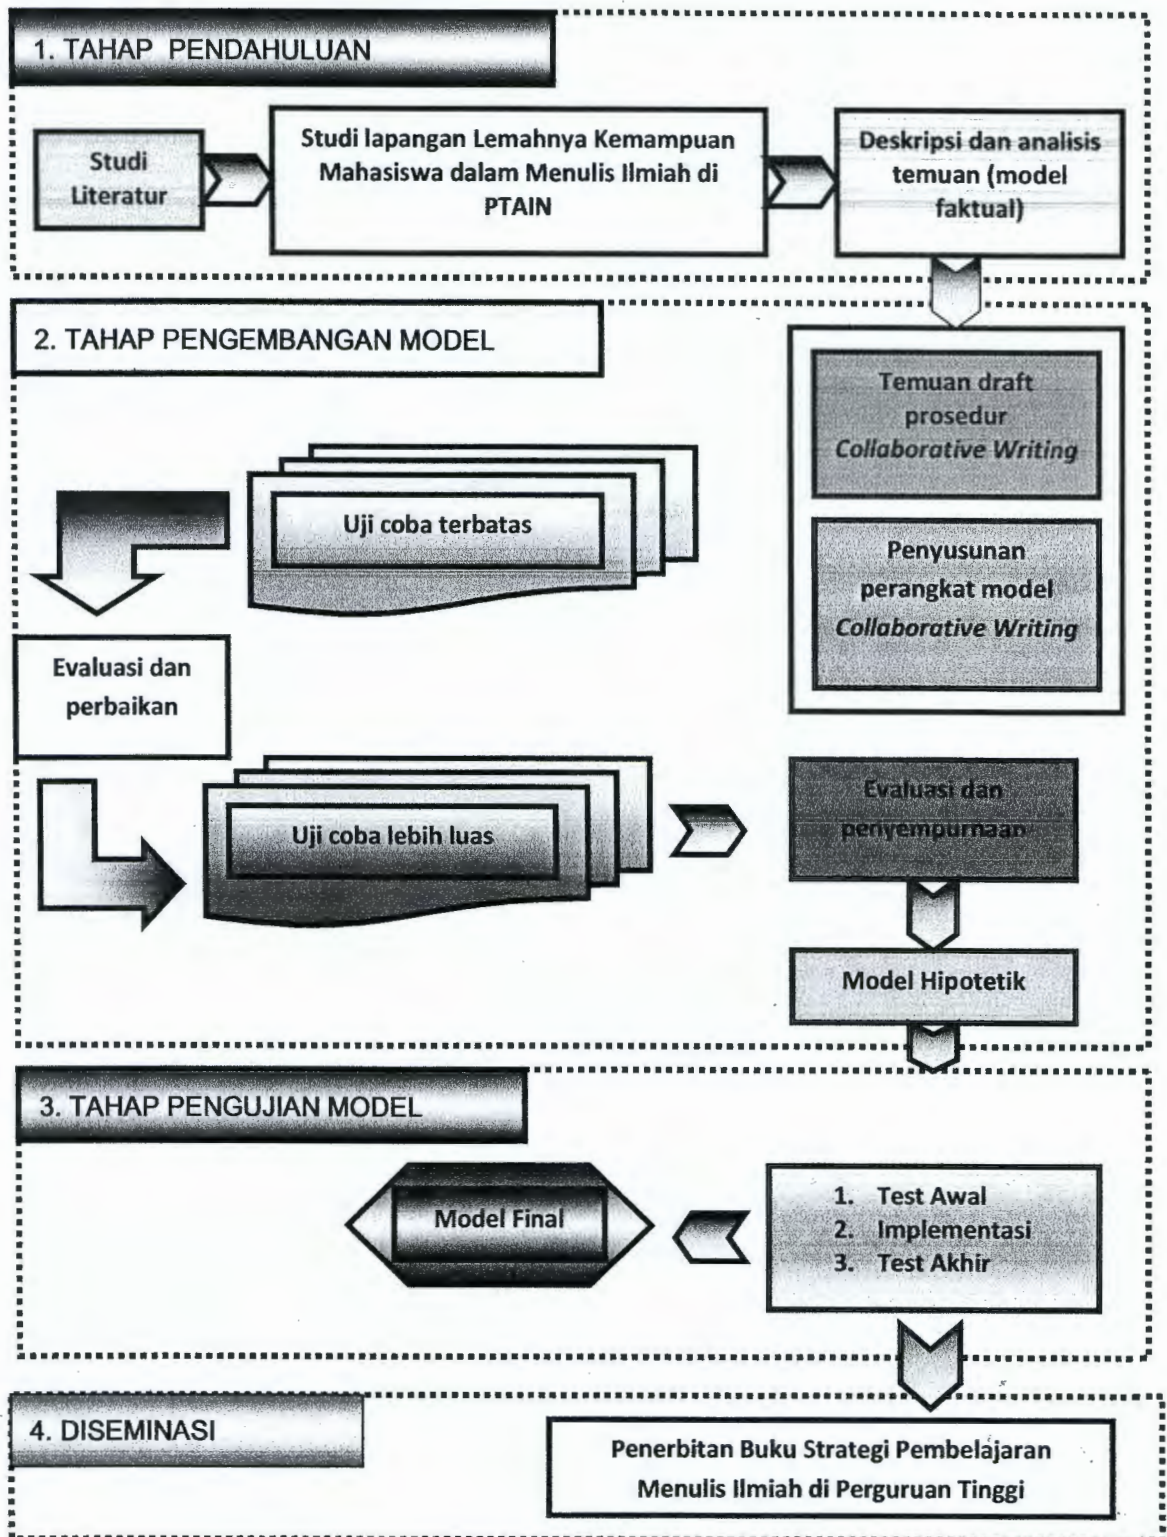 1. TAHAP PENDAHULUAN
Studi
Literatur
Studi lapangan Lemahnya Kemampuan
Mahasiswa dalam Menulis Ilmiah di
PTAIN
Deskripsi dan analisis
temuan (model
faktual)
2. TAHAP PENGEMBANGAN MODEL
Temuan draft
prosedur
Collaborative Writing
Uji coba terbatas
Penyusunan
perangkat model
Collaborative Writing
Evaluasi dan
perbaikan
Uji coba lebih luas
Evaluasi dan
penyempurnaan
Model Hipotetik
3. TAHAP PENGUJIAN MODEL
Model Final
1. Test Awal
2. Implementasi
3. Test Akhir
4. DISEMINASI
Penerbitan Buku Strategi Pembelajaran
Menulis Ilmiah di Perguruan Tinggi